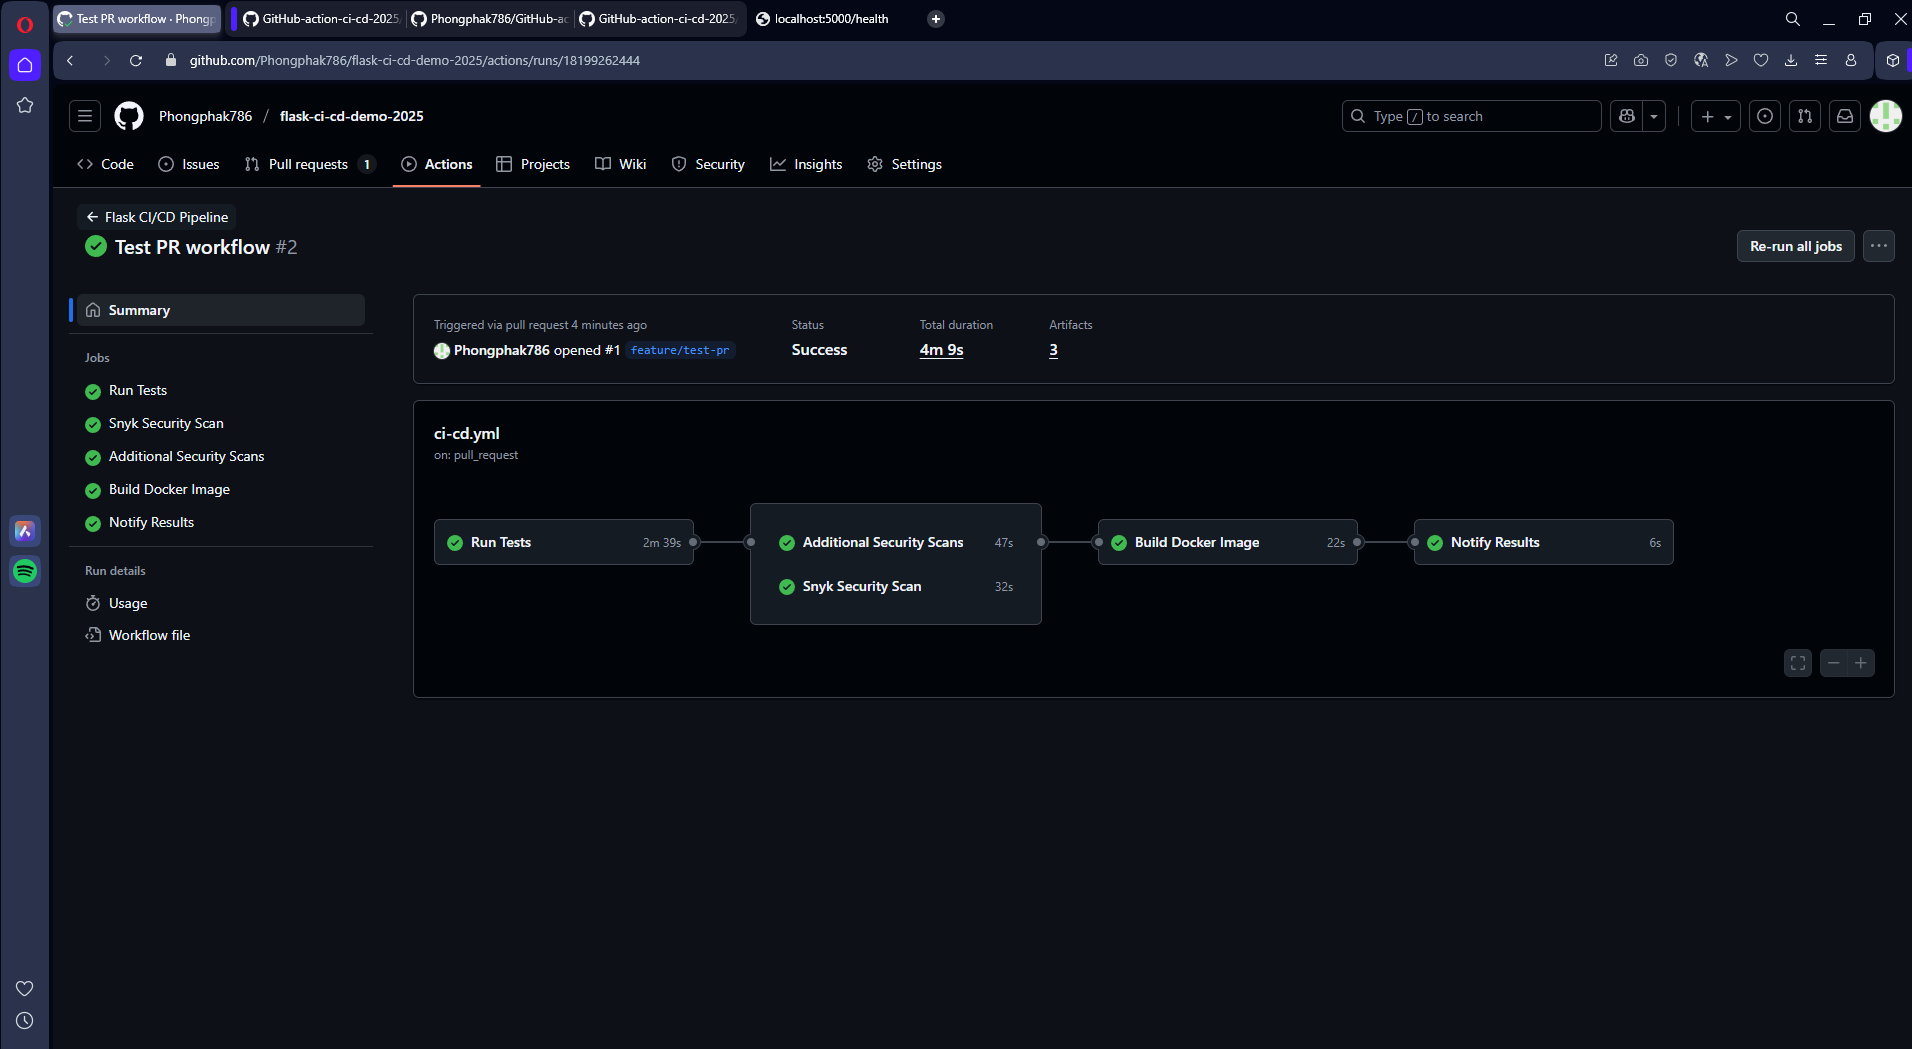 Test PR workflow · Phongp
GitHub-action-ci-cd-2025
Phongphak786/GitHub-ac
GitHub-action-ci-cd-2025
localhost:5000/health
github.com/Phongphak786/flask-ci-cd-demo-2025/actions/runs/18199262444
Phongphak786 / flask-ci-cd-demo-2025
Type / to search
Code
Issues
Pull requests 1
Actions
Projects
Wiki
Security
Insights
Settings
← Flask CI/CD Pipeline
Test PR workflow #2
Re-run all jobs
Summary
Jobs
Run Tests
Snyk Security Scan
Additional Security Scans
Build Docker Image
Notify Results
Run details
Usage
Workflow file
Triggered via pull request 4 minutes ago
Phongphak786 opened #1 feature/test-pr
Status
Success
Total duration
4m 9s
Artifacts
3
ci-cd.yml
on: pull_request
Run Tests 2m 39s
Additional Security Scans 47s
Snyk Security Scan 32s
Build Docker Image 22s
Notify Results 6s